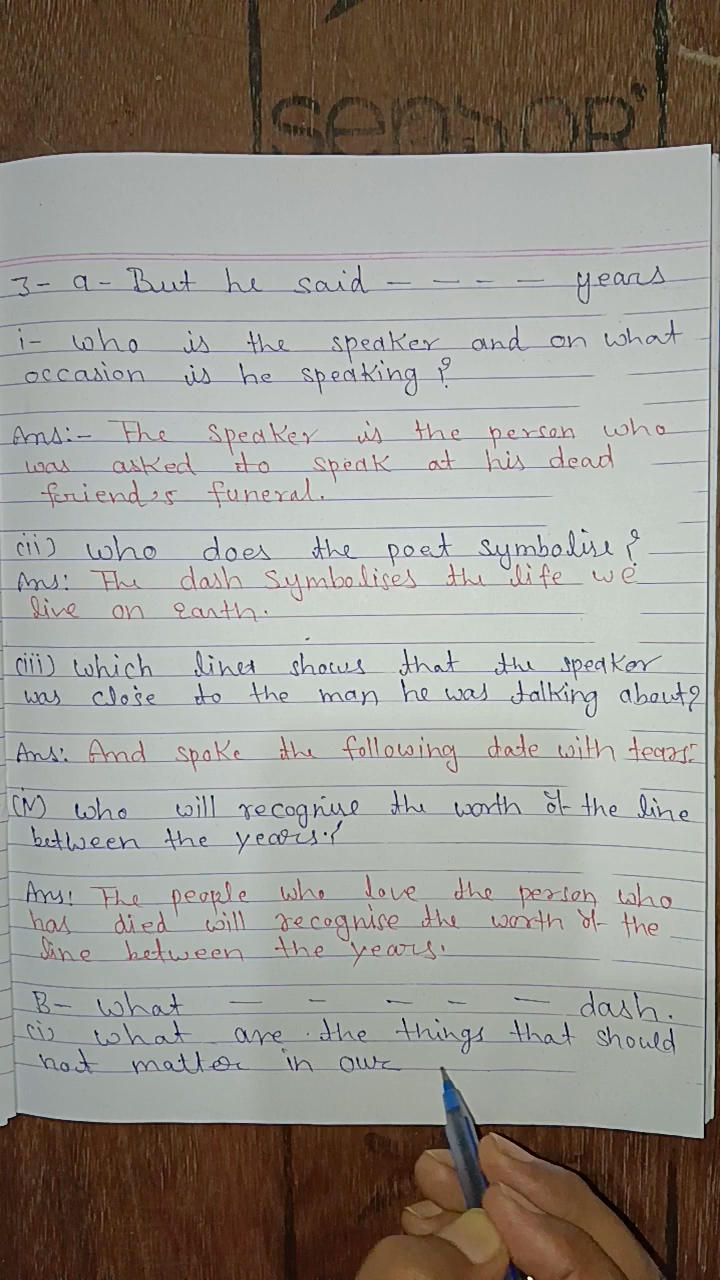 SENSOR
3- a- But he said - - - - years
i- who is the speaker and on what
occasion is he speaking ?
Ans:- The speaker is the person who
was asked to speak at his dead
friend's funeral.
(ii) who does the poet symbolise ?
Ans: The dash symbolises the life we
live on earth.
(iii) which lines shows that the speaker
was close to the man he was talking about?
Ans: And spoke the following date with tears.
(iv) who will recognise the worth of the line
between the years?
Ans: The people who love the person who
has died will recognise the worth of the
line between the years.
B- what - - - - - dash.
(i) what are the things that should
not matter in our